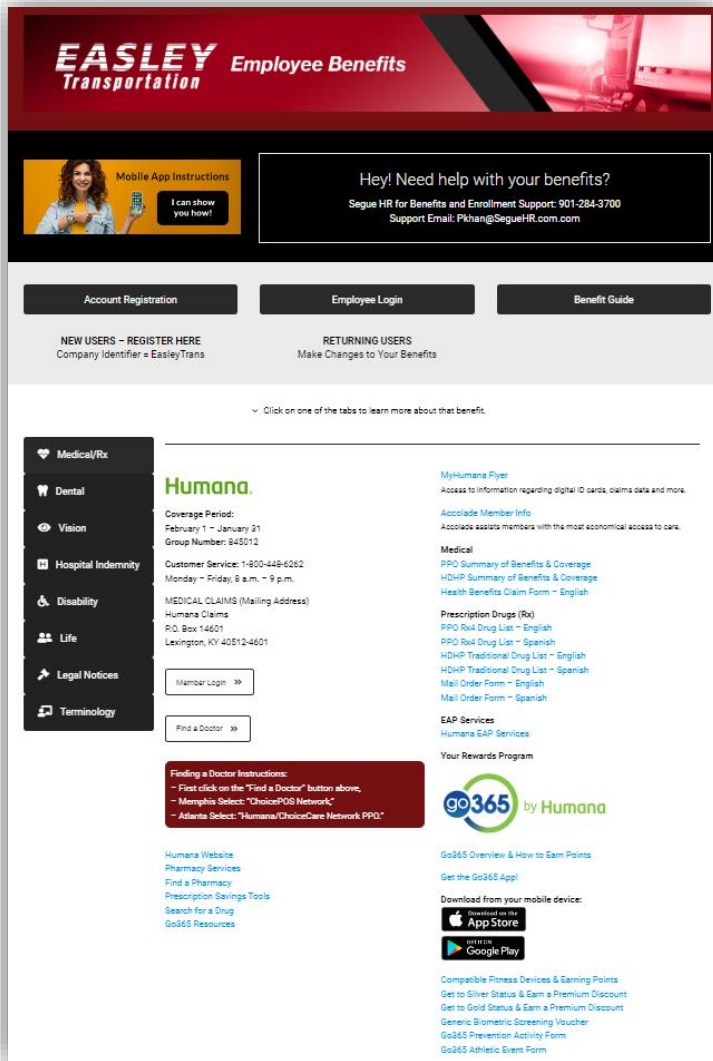 EASLEY
Transportation
Employee Benefits
Mobile App Instructions
I can show
you how!
Hey! Need help with your benefits?
Segue HR for Benefits and Enrollment Support: 901-284-3700
Support Email: Pkhan@SegueHR.com.com
Account Registration
Employee Login
Benefit Guide
NEW USERS – REGISTER HERE
Company Identifier = EasleyTrans
RETURNING USERS
Make Changes to Your Benefits
Click on one of the tabs to learn more about that benefit.
Medical/Rx
Dental
Vision
Hospital Indemnity
Disability
Life
Legal Notices
Terminology
Humana.
Coverage Period:
February 1 – January 31
Group Number: 845012
Customer Service: 1-800-448-6262
Monday – Friday, 8 a.m. – 9 p.m.
MEDICAL CLAIMS (Mailing Address)
Humana Claims
P.O. Box 14601
Lexington, KY 40512-4601
Member Login »
Find a Doctor »
Finding a Doctor Instructions:
– First click on the "Find a Doctor" button above,
– Memphis Select: "ChoicePOS Network,"
– Atlanta Select: "Humana/ChoiceCare Network PPO."
Humana Website
Pharmacy Services
Find a Pharmacy
Prescription Savings Tools
Search for a Drug
Go365 Resources
MyHumana Flyer
Access to information regarding digital ID cards, claims data and more.
Accolade Member Info
Accolade assists members with the most economical access to care.
Medical
PPO Summary of Benefits & Coverage
HDHP Summary of Benefits & Coverage
Health Benefits Claim Form – English
Prescription Drugs (Rx)
PPO Rx4 Drug List – English
PPO Rx4 Drug List – Spanish
HDHP Traditional Drug List – English
HDHP Traditional Drug List – Spanish
Mail Order Form – English
Mail Order Form – Spanish
EAP Services
Humana EAP Services
Your Rewards Program
go365 by Humana
Go365 Overview & How to Earn Points
Get the Go365 App!
Download from your mobile device:
Download on the
App Store
GET IT ON
Google Play
Compatible Fitness Devices & Earning Points
Get to Silver Status & Earn a Premium Discount
Get to Gold Status & Earn a Premium Discount
Generic Biometric Screening Voucher
Go365 Prevention Activity Form
Go365 Athletic Event Form